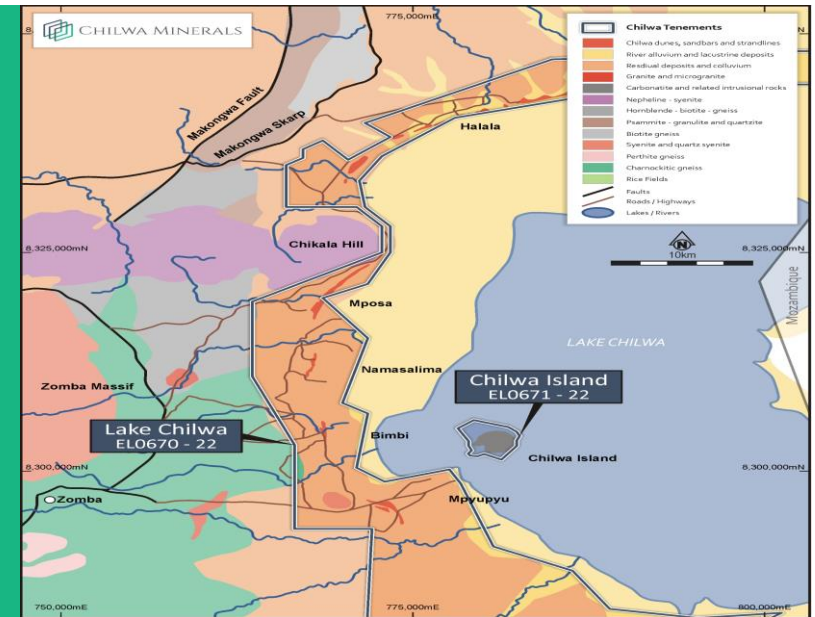 CHILWA MINERALS
775,000mE
Chilwa Tenements
Chilwa dunes, sandbars and strandlines
River alluvium and lacustrine deposits
Residual deposits and colluvium
Granite and microgranite
Carbonatite and related intrusional rocks
Nepheline - syenite
Hornblende - biotite - gneiss
Psammite - granulite and quartzite
Biotite gneiss
Syenite and quartz syenite
Perthite gneiss
Charnockitic gneiss
Rice Fields
Faults
Roads / Highways
Lakes / Rivers
Makongwa Fault
Makongwa Skarp
Halala
N
10km
8,325,000mN
Chikala Hill
8,325,000mN
Mozambique
Mposa
LAKE CHILWA
Namasalima
Zomba Massif
Chilwa Island
EL0671 - 22
Lake Chilwa
EL0670 - 22
Bimbi
Chilwa Island
8,300,000mN
8,300,000mN
Zomba
Mpyupyu
750,000mE
775,000mE
800,000mE